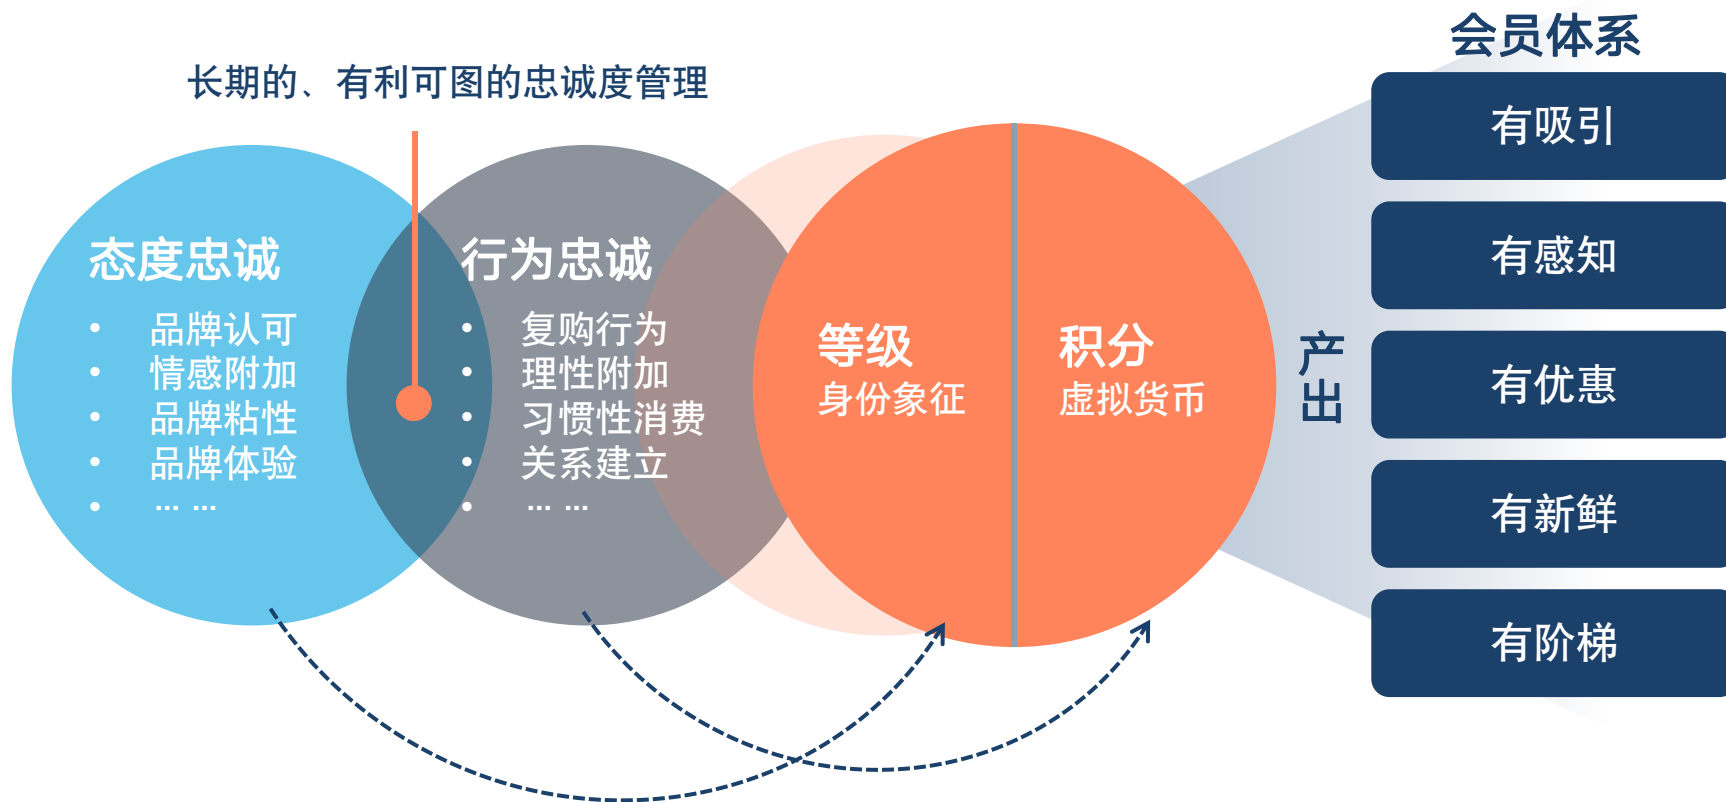 会员体系
长期的、有利可图的忠诚度管理
态度忠诚
• 品牌认可
• 情感附加
• 品牌粘性
• 品牌体验
• … …
行为忠诚
• 复购行为
• 理性附加
• 习惯性消费
• 关系建立
• … …
等级
身份象征
积分
虚拟货币
产出
有吸引
有感知
有优惠
有新鲜
有阶梯